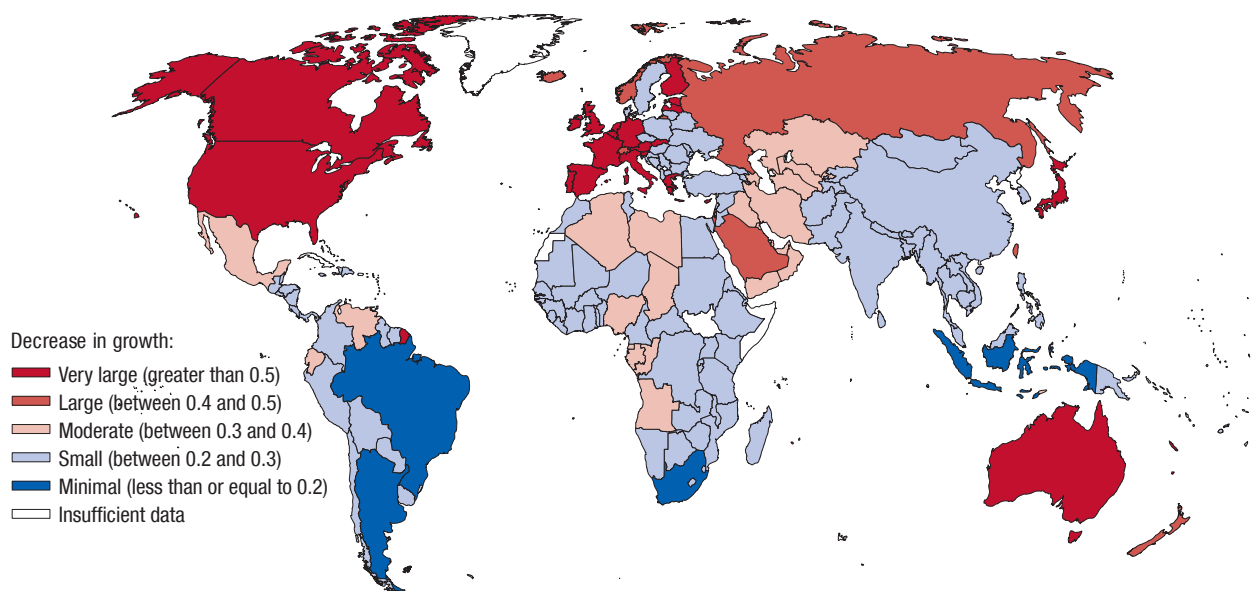 Decrease in growth:
Very large (greater than 0.5)
Large (between 0.4 and 0.5)
Moderate (between 0.3 and 0.4)
Small (between 0.2 and 0.3)
Minimal (less than or equal to 0.2)
Insufficient data